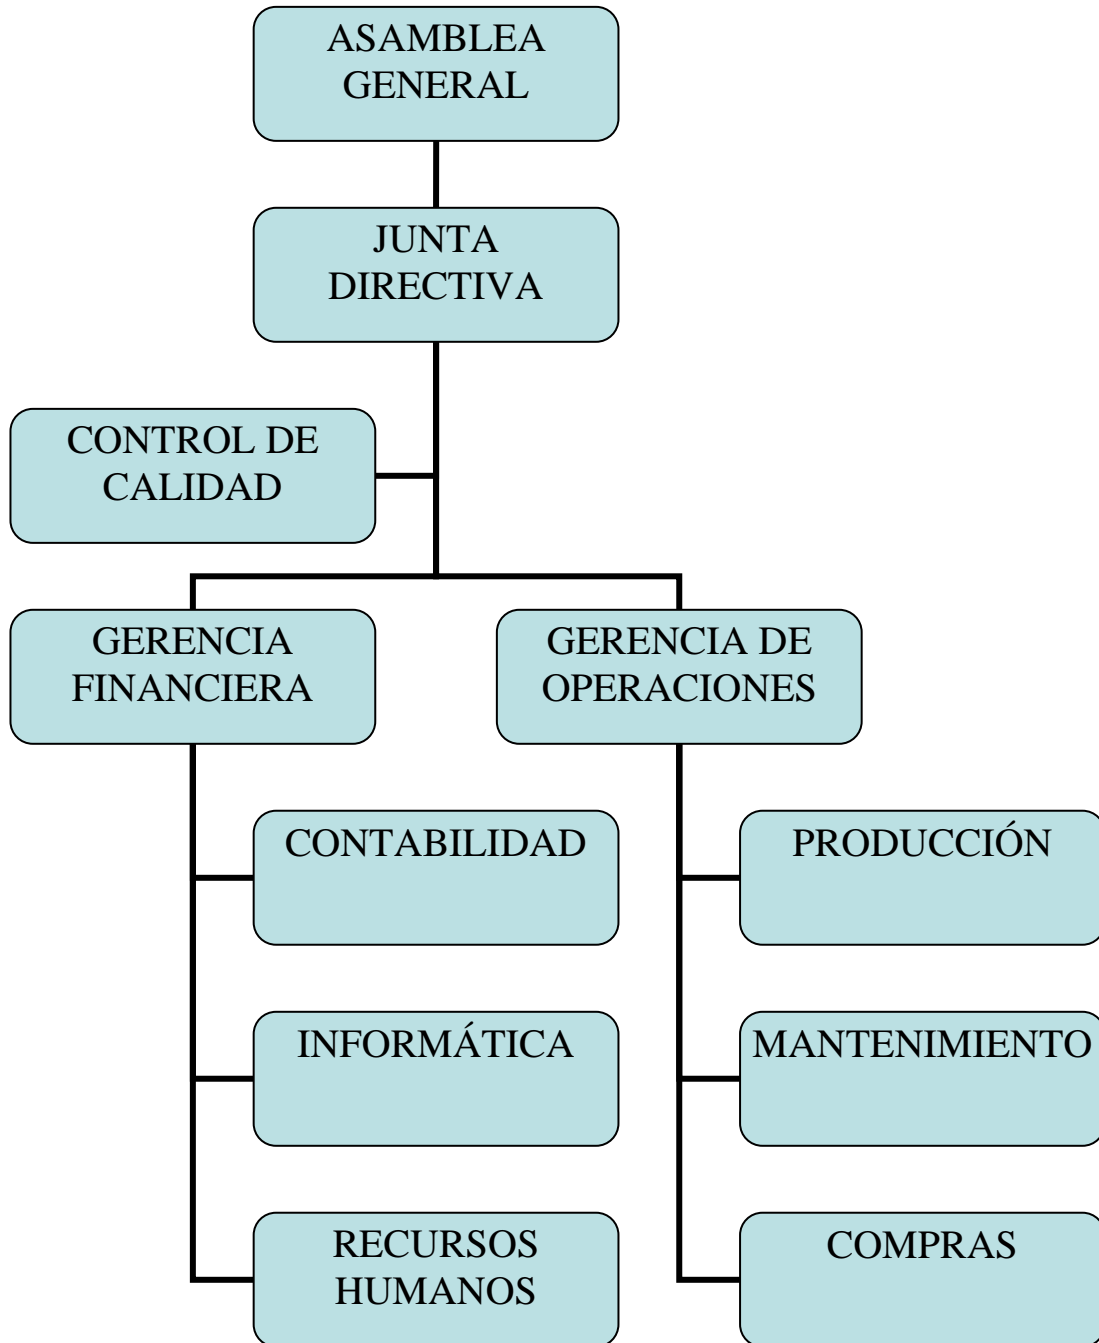 ASAMBLEA
GENERAL
JUNTA
DIRECTIVA
CONTROL DE
CALIDAD
GERENCIA
FINANCIERA
GERENCIA DE
OPERACIONES
CONTABILIDAD
PRODUCCIÓN
INFORMÁTICA
MANTENIMIENTO
RECURSOS
HUMANOS
COMPRAS